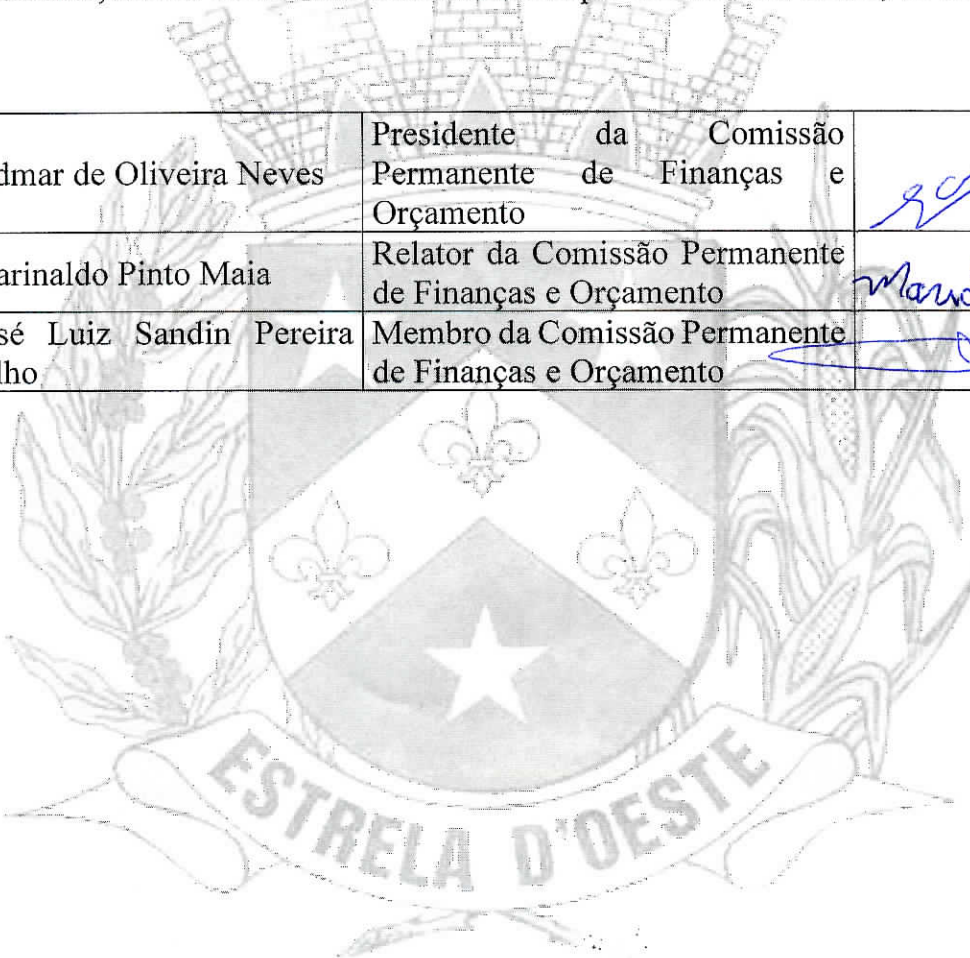 dmar de Oliveira Neves
Presidente da Comissão
Permanente de Finanças e
Orçamento
arinaldo Pinto Maia
Relator da Comissão Permanente
de Finanças e Orçamento
sé Luiz Sandin Pereira
lho
Membro da Comissão Permanente
de Finanças e Orçamento
ESTRELA D'OESTE